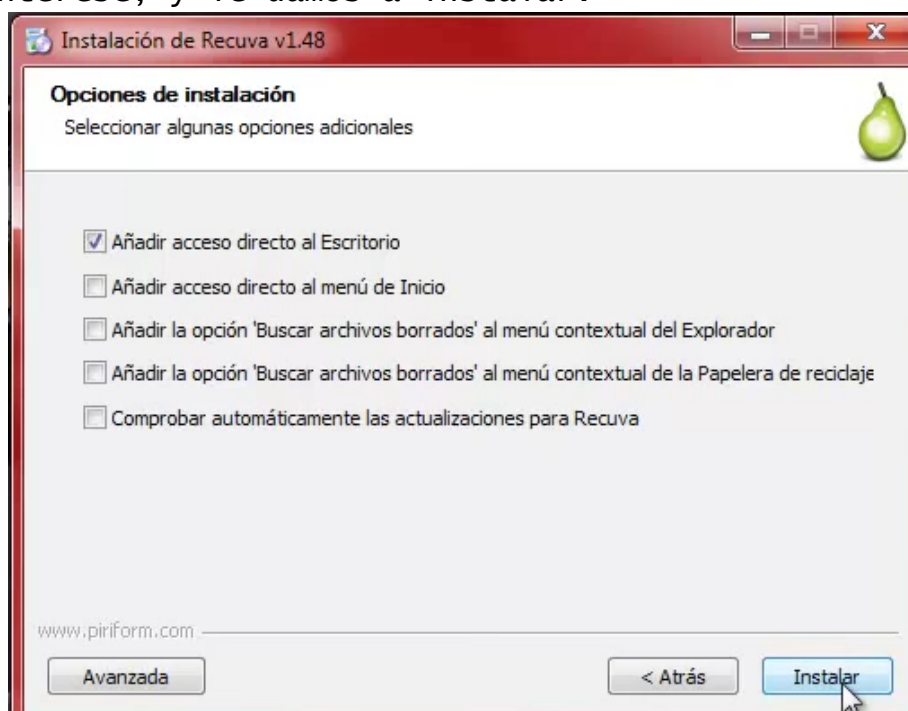 y le damos a
Instalación de Recuva v1.48
Opciones de instalación
Seleccionar algunas opciones adicionales
Añadir acceso directo al Escritorio
Añadir acceso directo al menú de Inicio
Añadir la opción 'Buscar archivos borrados' al menú contextual del Explorador
Añadir la opción 'Buscar archivos borrados' al menú contextual de la Papelera de reciclaje
Comprobar automáticamente las actualizaciones para Recuva
www.piriform.com
Avanzada
< Atrás
Instalar